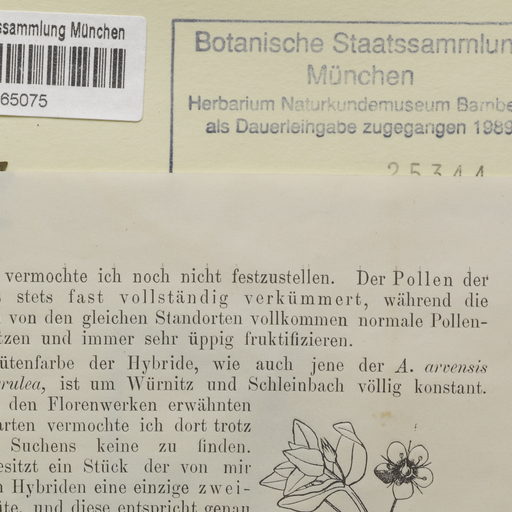 ssammlung München
65075
Botanische Staatssammlun
München
Herbarium Naturkundemuseum Bambe
als Dauerleihgabe zugegangen 1989
25344
vermochte ich noch nicht festzustellen. Der Pollen der
stets fast vollständig verkümmert, während die
von den gleichen Standorten vollkommen normale Pollen-
tzen und immer sehr üppig fruktifizieren.
ütenfarbe der Hybride, wie auch jene der A. arvensis
rulea, ist um Würnitz und Schleinbach völlig konstant.
den Florenwerken erwähnten
arten vermochte ich dort trotz
Suchens keine zu finden.
esitzt ein Stück der von mir
n Hybriden eine einzige zwei-
üte, und diese entspricht genau